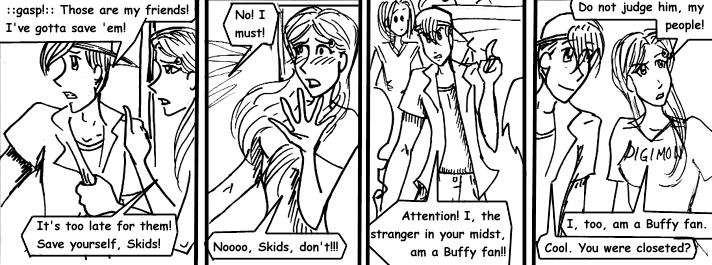 ::gasp!:: Those are my friends!
I've gotta save 'em!
It's too late for them!
Save yourself, Skids!
No! I
must!
Noooo, Skids, don't!!!
Attention! I, the
stranger in your midst,
am a Buffy fan!!
Do not judge him, my
people!
DIGIMON
I, too, am a Buffy fan.
Cool. You were closeted?